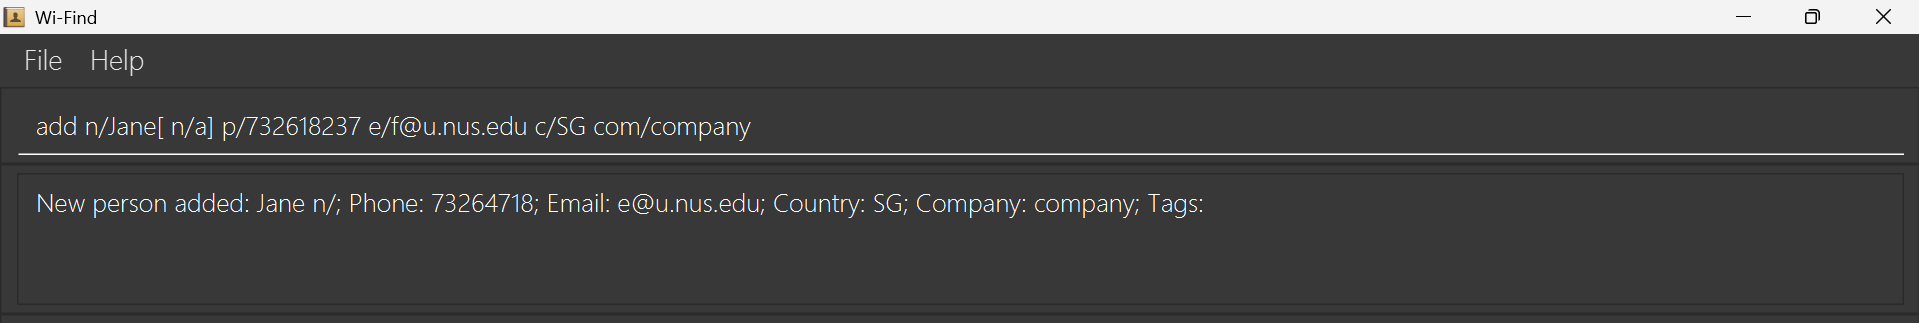 Wi-Find
File Help
add n/Jane[ n/a] p/732618237 e/f@u.nus.edu c/SG com/company
New person added: Jane n/; Phone: 73264718; Email: e@u.nus.edu; Country: SG; Company: company; Tags: